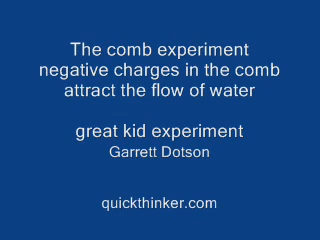 The comb experiment
negative charges in the comb
attract the flow of water
great kid experiment
Garrett Dotson
quickthinker.com